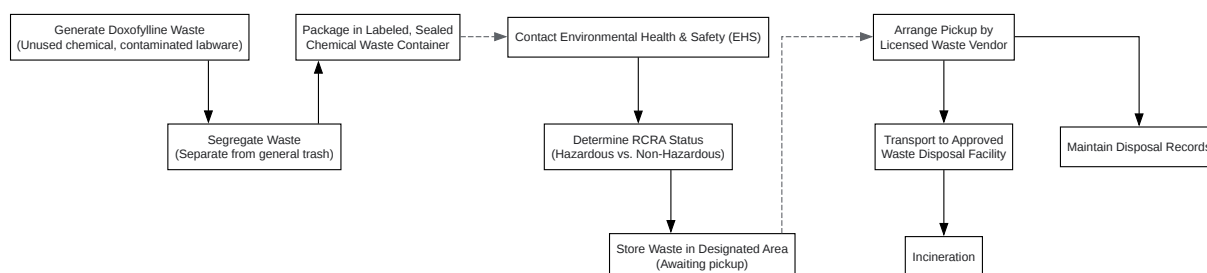 Generate Doxofylline Waste
(Unused chemical, contaminated labware)
Segregate Waste
(Separate from general trash)
Package in Labeled, Sealed
Chemical Waste Container
Contact Environmental Health & Safety (EHS)
Determine RCRA Status
(Hazardous vs. Non-Hazardous)
Store Waste in Designated Area
(Awaiting pickup)
Arrange Pickup by
Licensed Waste Vendor
Transport to Approved
Waste Disposal Facility
Incineration
Maintain Disposal Records